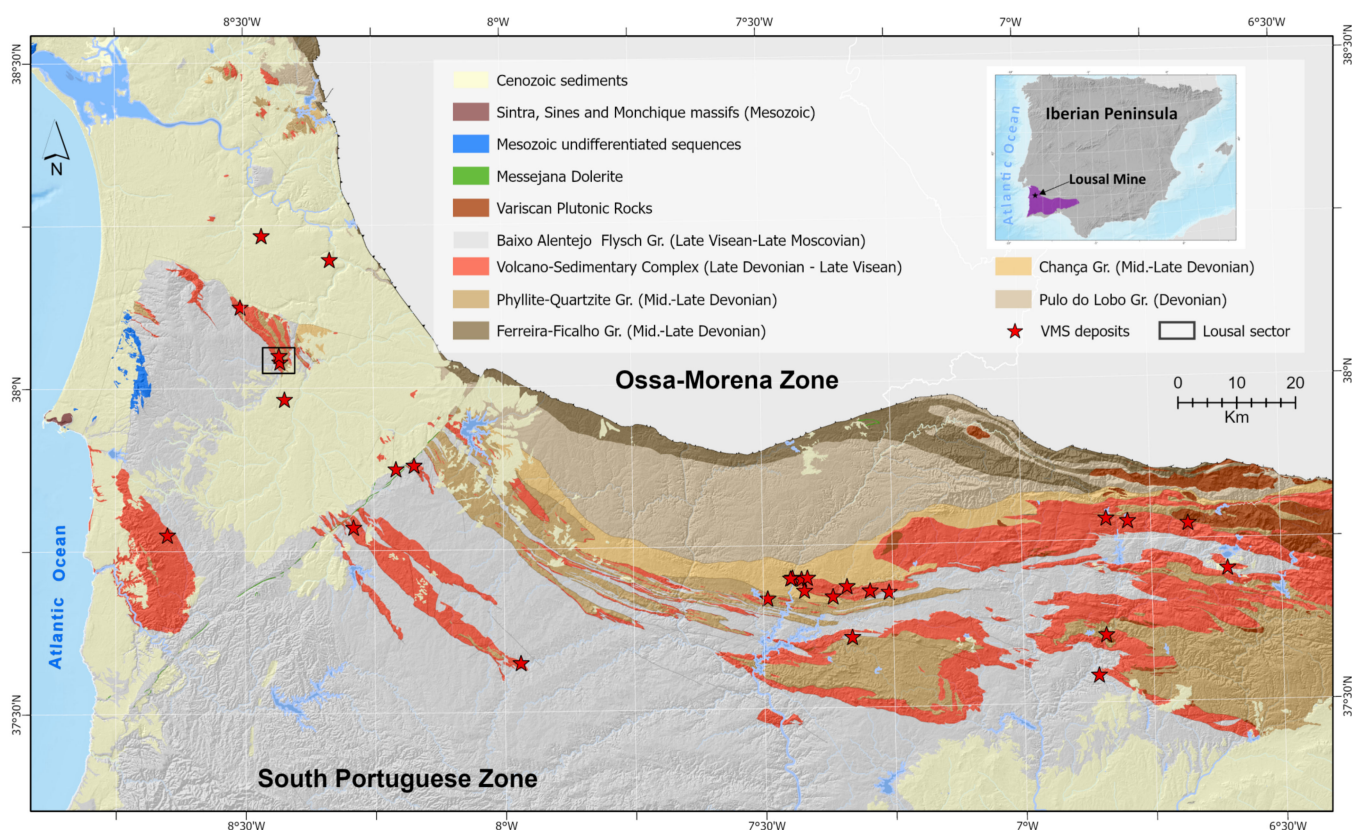 8°30'W
8°W
7°30'W
7°W
6°30'W
38°30'N
38°30'N
Cenozoic sediments
Sintra, Sines and Monchique massifs (Mesozoic)
Mesozoic undifferentiated sequences
Messejana Dolerite
Variscan Plutonic Rocks
Baixo Alentejo Flysch Gr. (Late Visean-Late Moscovian)
Volcano-Sedimentary Complex (Late Devonian - Late Visean)
Phyllite-Quartzite Gr. (Mid.-Late Devonian)
Ferreira-Ficalho Gr. (Mid.-Late Devonian)
Chança Gr. (Mid.-Late Devonian)
Pulo do Lobo Gr. (Devonian)
VMS deposits
Lousal sector
Iberian Peninsula
Atlantic Ocean
Lousal Mine
N
38°N
38°N
Ossa-Morena Zone
0 10 20
Km
Atlantic Ocean
37°30'N
37°30'N
South Portuguese Zone
8°30'W
8°W
7°30'W
7°W
6°30'W